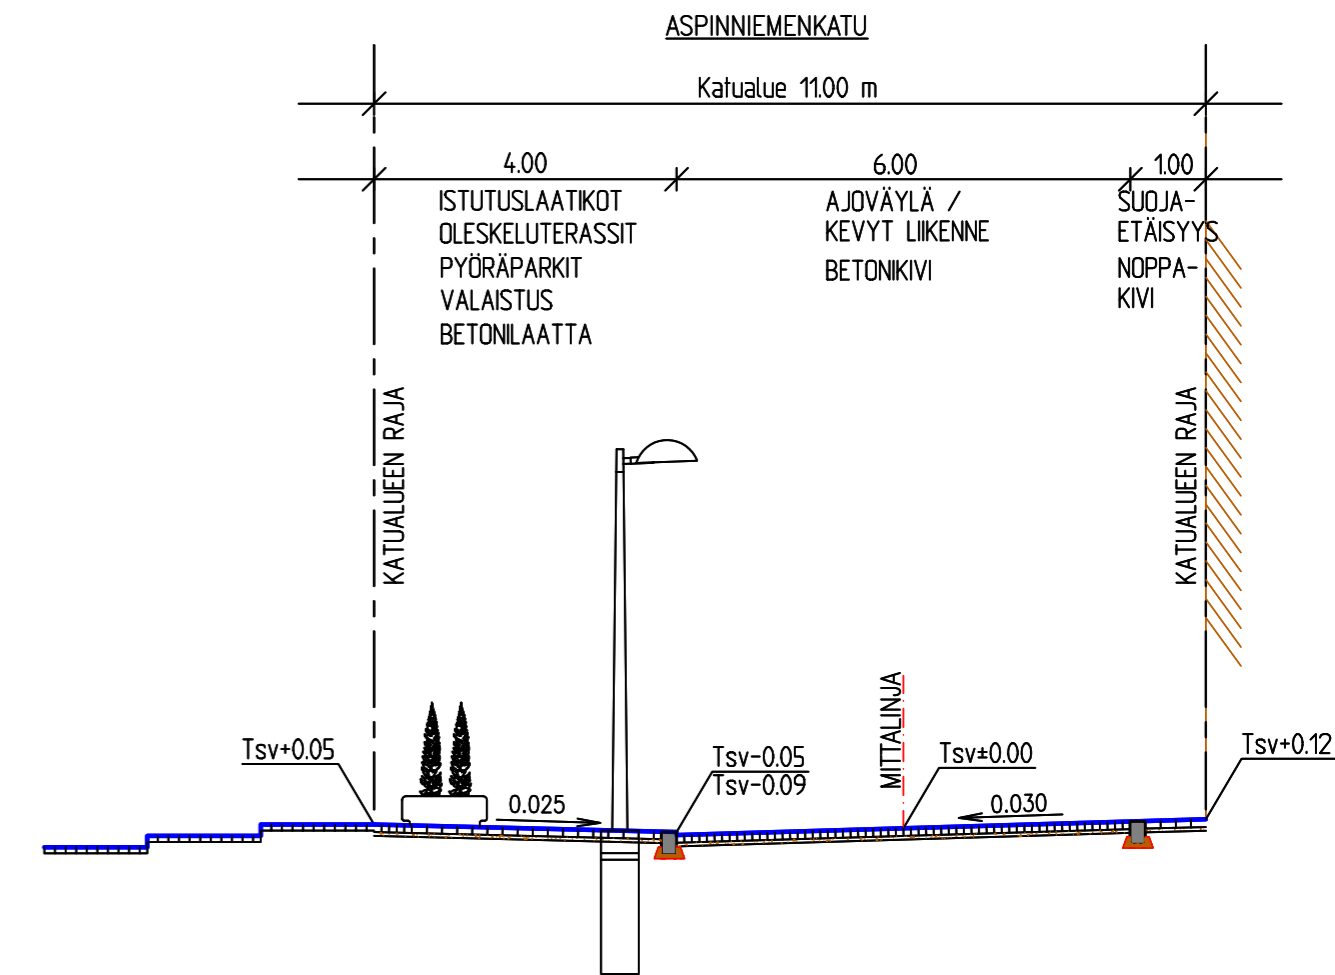 ASPINNIEMENKATU
Katualue 11.00 m
4.00
6.00
1.00
ISTUTUSLAATIKOT
OLESKELUTERASSIT
PYÖRÄPARKIT
VALAISTUS
BETONILAATTA
AJOVÄYLÄ /
KEVYT LIIKENNE
BETONIKIVI
SUOJA-
ETÄISYYS
NOPPA-
KIVI
KATUALUEEN RAJA
KATUALUEEN RAJA
MITTALINJA
Tsv+0.05
Tsv-0.05
Tsv-0.09
Tsv±0.00
Tsv+0.12
0.025
0.030